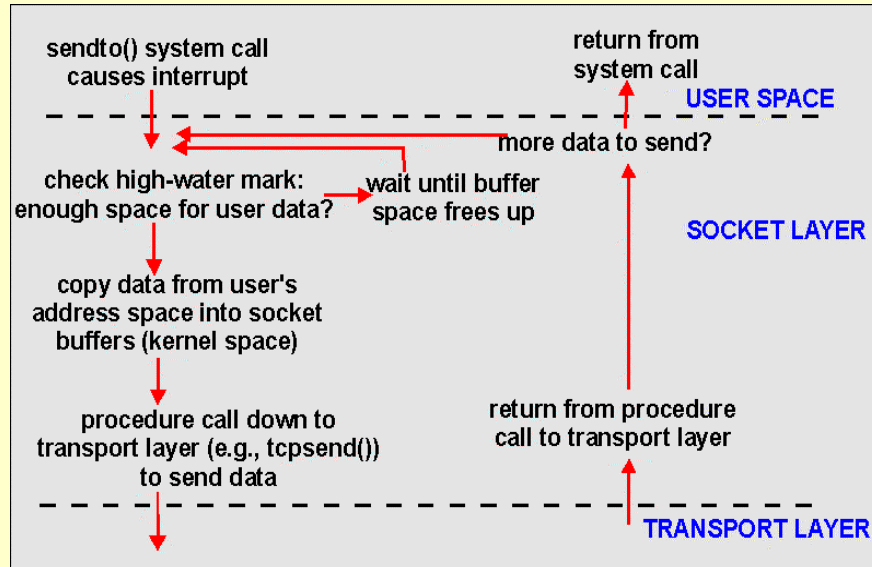 sendto() system call
causes interrupt
return from
system call
USER SPACE
more data to send?
check high-water mark:
enough space for user data?
wait until buffer
space frees up
SOCKET LAYER
copy data from user's
address space into socket
buffers (kernel space)
procedure call down to
transport layer (e.g., tcpsend())
to send data
return from procedure
call to transport layer
TRANSPORT LAYER